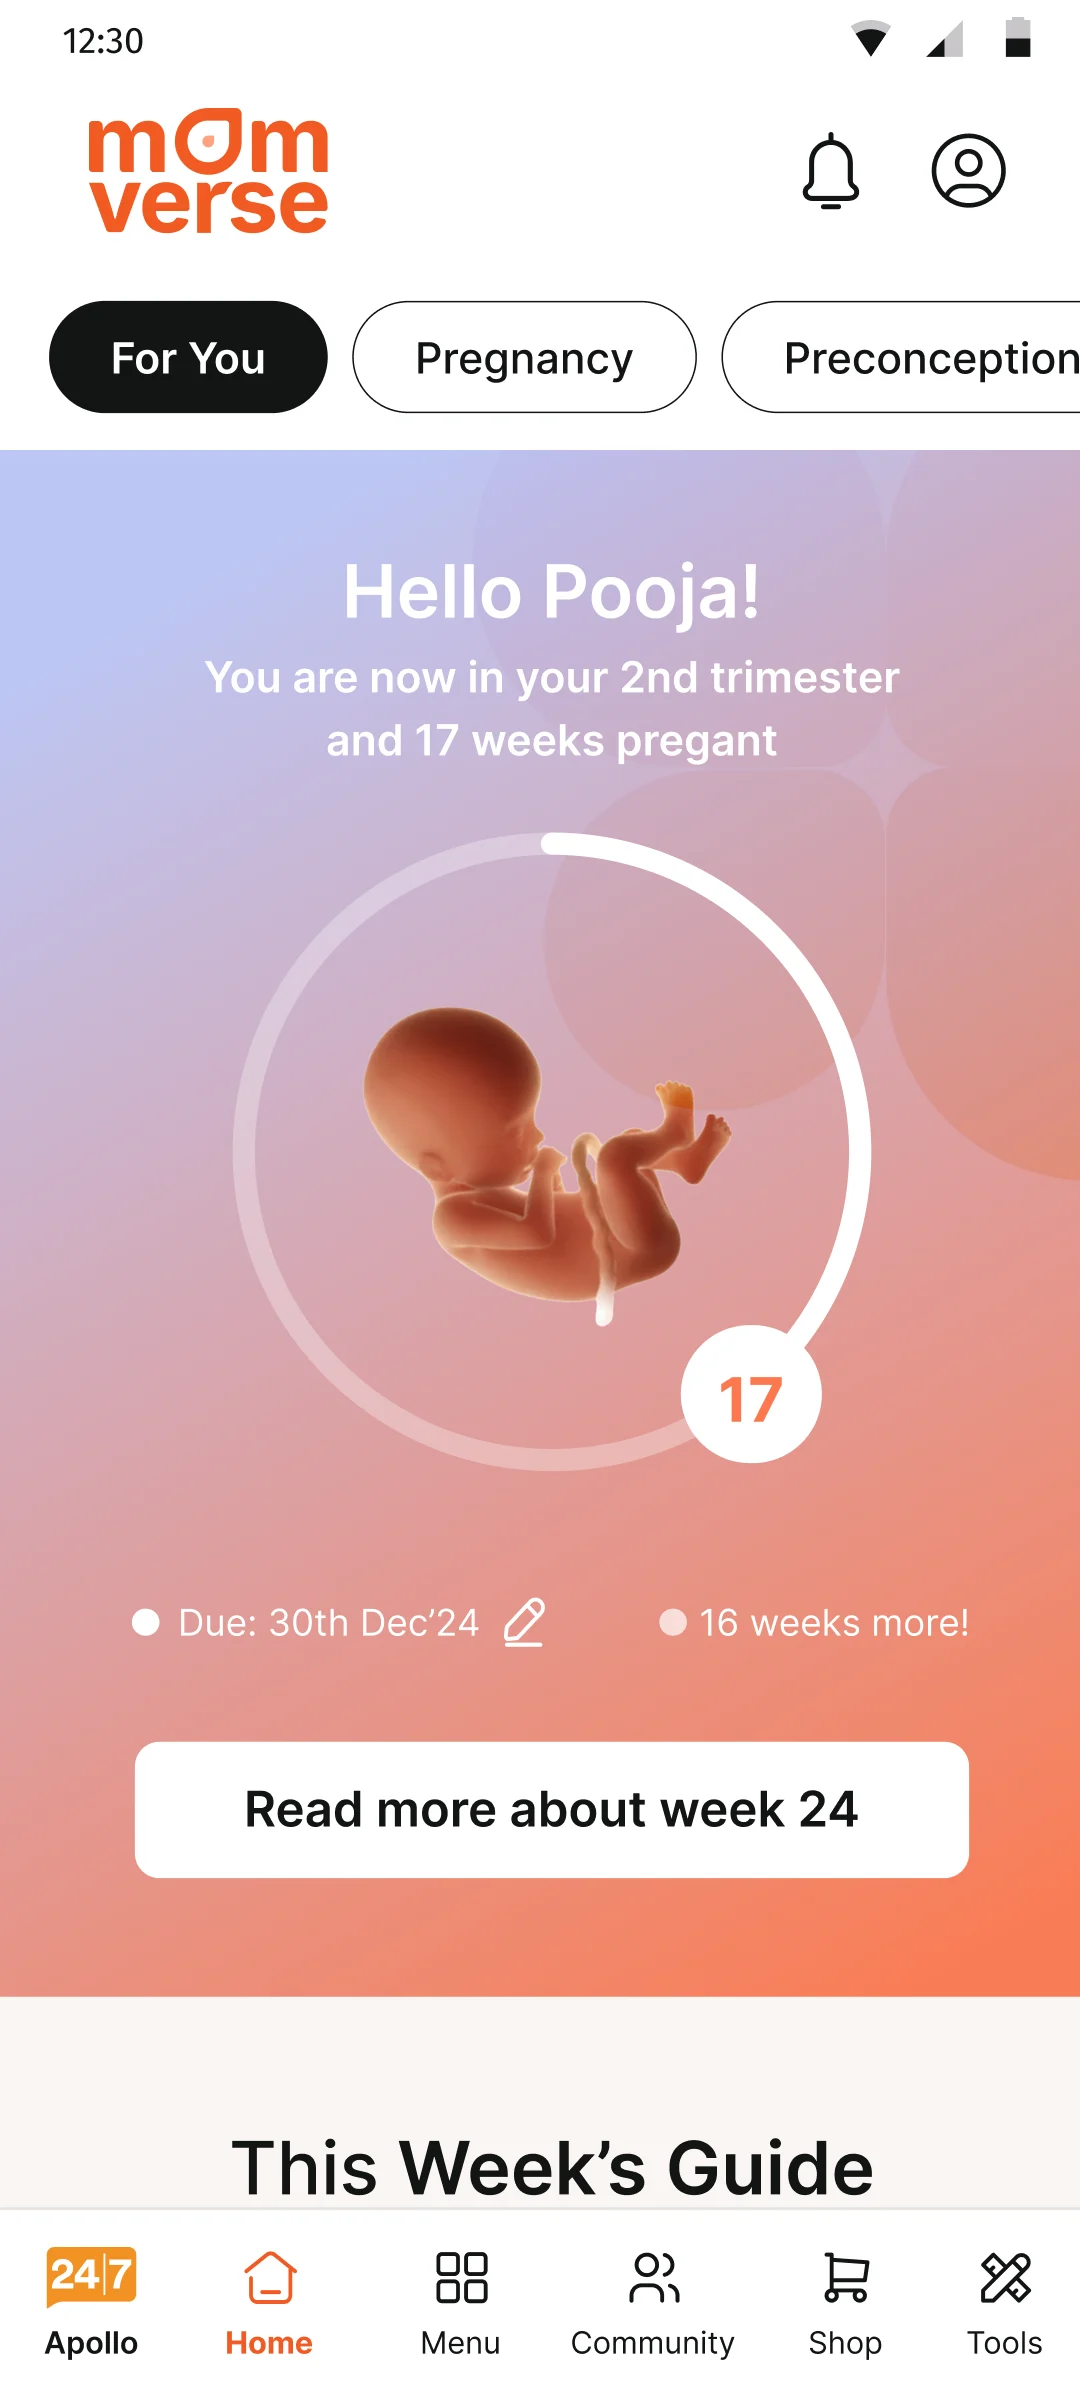 12:30
mom
verse
For You
Pregnancy
Preconception
Hello Pooja!
You are now in your 2nd trimester
and 17 weeks pregant
17
Due: 30th Dec’24
16 weeks more!
Read more about week 24
This Week’s Guide
24|7
Apollo
Home
Menu
Community
Shop
Tools